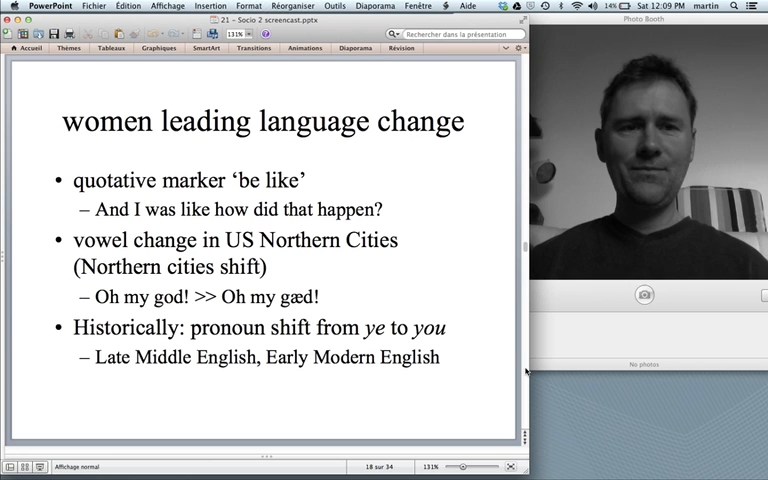 PowerPoint Fichier Édition Affichage Insertion Format Réorganiser Outils Diaporama Fenêtre Aide 14% Sat 12:09 PM martin
21 – Socio 2 screencast.pptx
Photo Booth
131%
Rechercher dans la présentation
Accueil Thèmes Tableaux Graphiques SmartArt Transitions Animations Diaporama Révision
women leading language change
• quotative marker ‘be like’
– And I was like how did that happen?
• vowel change in US Northern Cities
(Northern cities shift)
– Oh my god! >> Oh my gæd!
• Historically: pronoun shift from ye to you
– Late Middle English, Early Modern English
No photos
Affichage normal 18 sur 34 131%